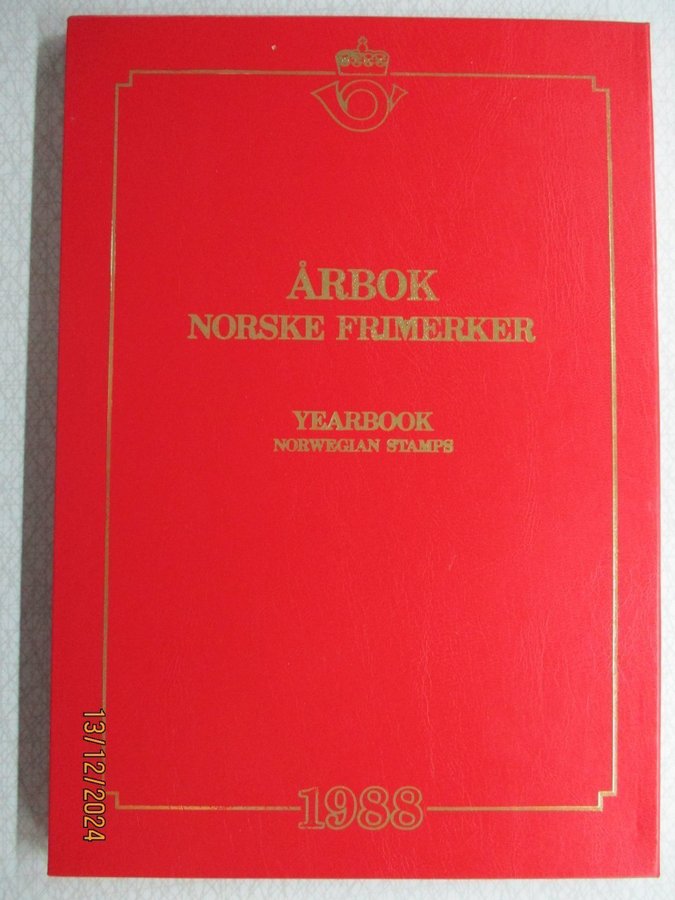 ÅRBOK
NORSKE FRIMERKER
YEARBOOK
NORWEGIAN STAMPS
1988
13/12/2024